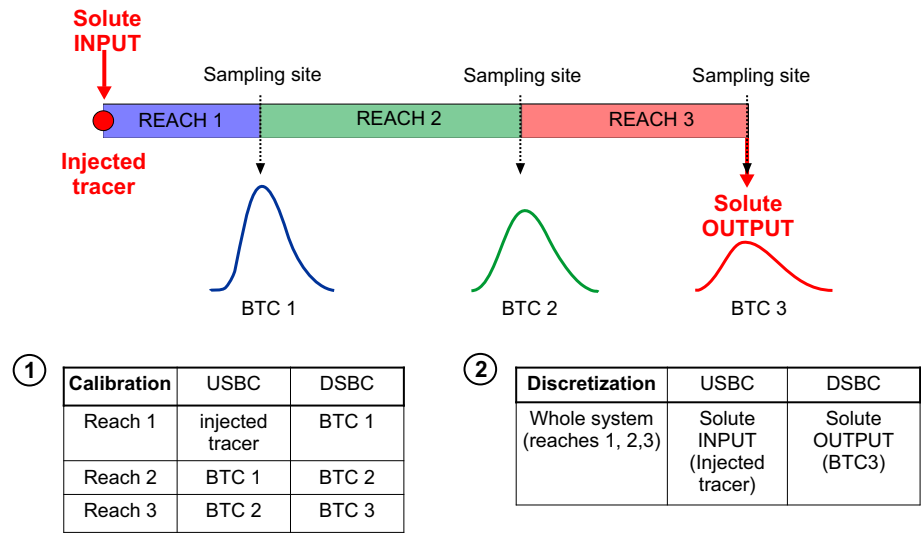 Solute
INPUT
Sampling site
Sampling site
Sampling site
REACH 1
REACH 2
REACH 3
Injected
tracer
Solute
OUTPUT
BTC 1
BTC 2
BTC 3
1
Calibration USBC DSBC
Reach 1 injected tracer BTC 1
Reach 2 BTC 1 BTC 2
Reach 3 BTC 2 BTC 3
2
Discretization USBC DSBC
Whole system Solute Solute
(reaches 1, 2,3) INPUT OUTPUT
(Injected (BTC3)
tracer)